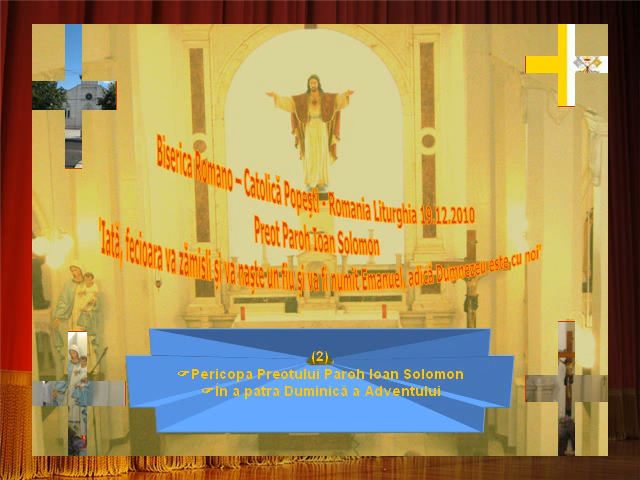 Biserica Romano – Catolică Popeşti - Romania Liturghia 19.12.2010
Preot Paroh Ioan Solomon
"Iată, fecioara va zămisli şi va naşte un fiu şi va fi numit Emanuel, adică Dumnezeu este cu noi"
(2)
☞Pericopa Preotului Paroh Ioan Solomon
☞În a patra Duminică a Adventului